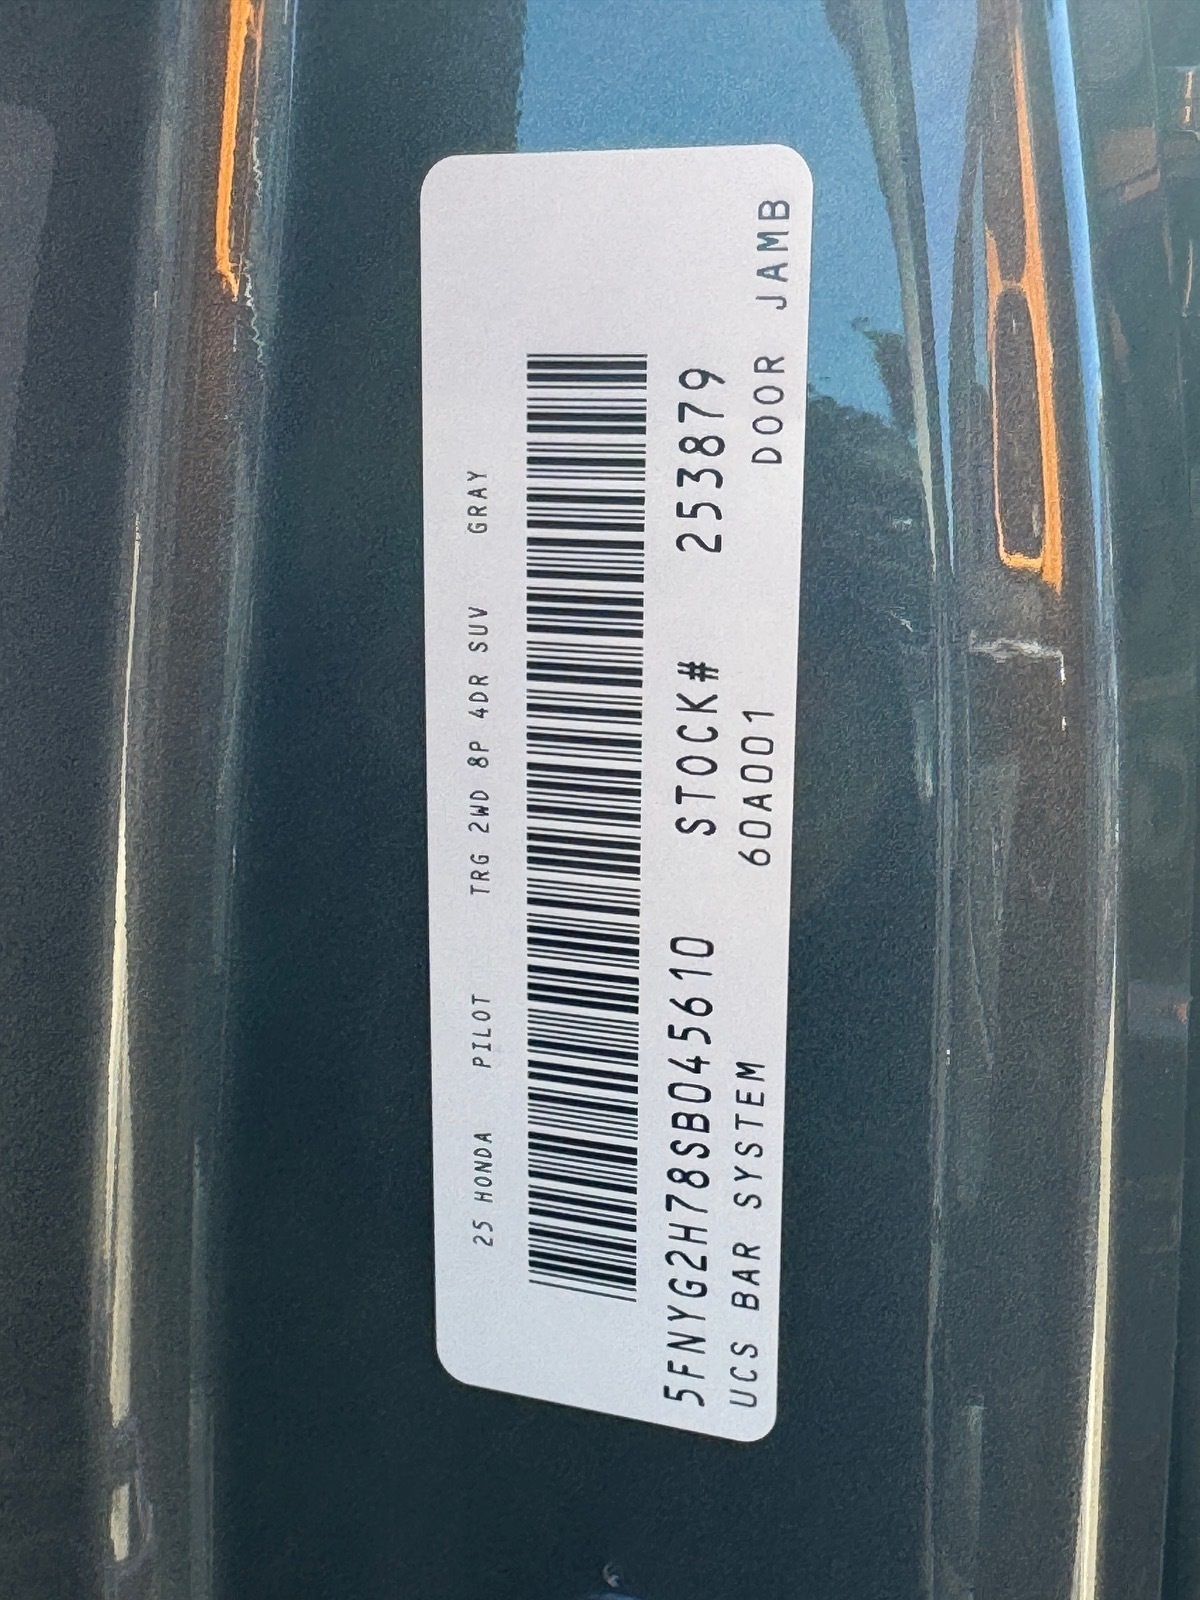 25 HONDA PILOT TRG 2WD 8P 4DR SUV GRAY
5FNYG2H78SB045610 STOCK# 253879
UCS BAR SYSTEM 60A001 DOOR JAMB